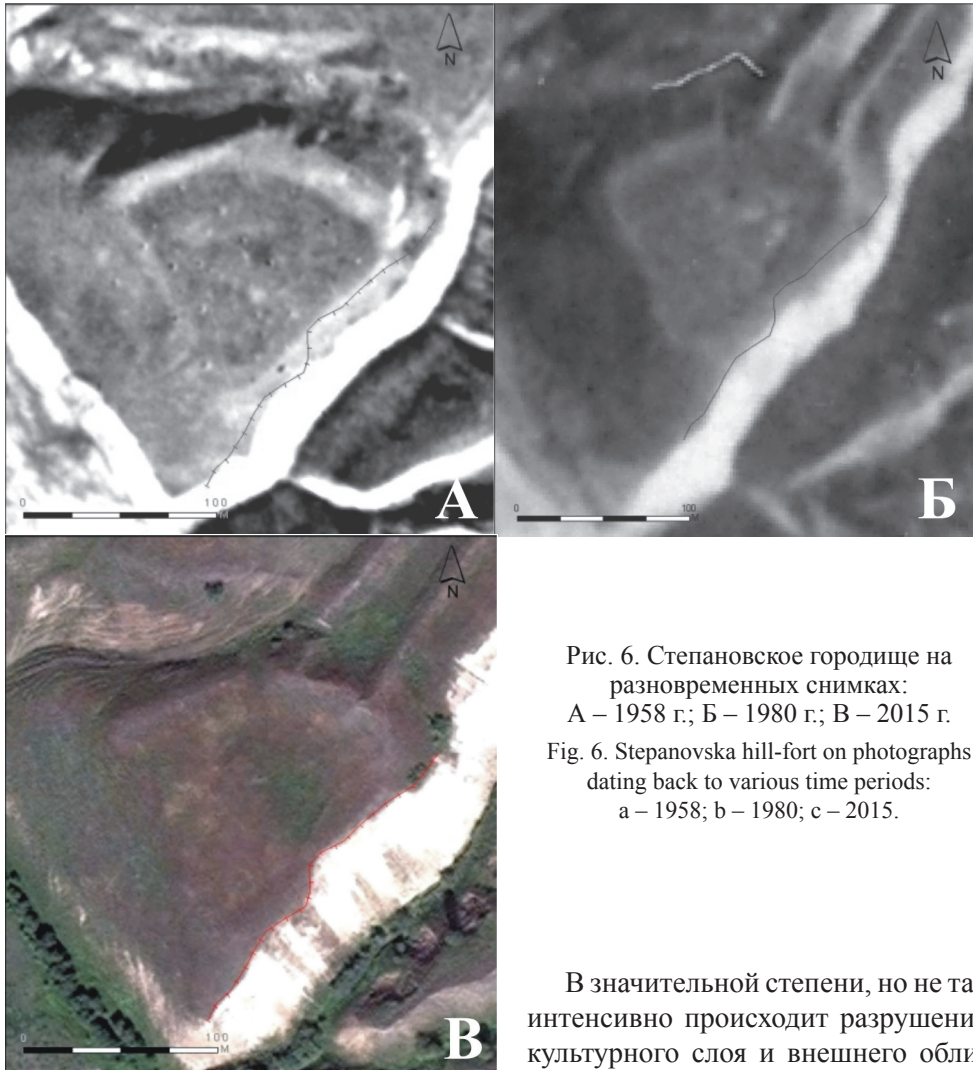 N
0
100
М
А
N
0
100
М
Б
N
0
100
М
В
Рис. 6. Степановское городище на
разновременных снимках:
А – 1958 г.; Б – 1980 г.; В – 2015 г.
Fig. 6. Stepanovska hill-fort on photographs
dating back to various time periods:
a – 1958; b – 1980; c – 2015.
В значительной степени, но не та
интенсивно происходит разрушени
культурного слоя и внешнего обли